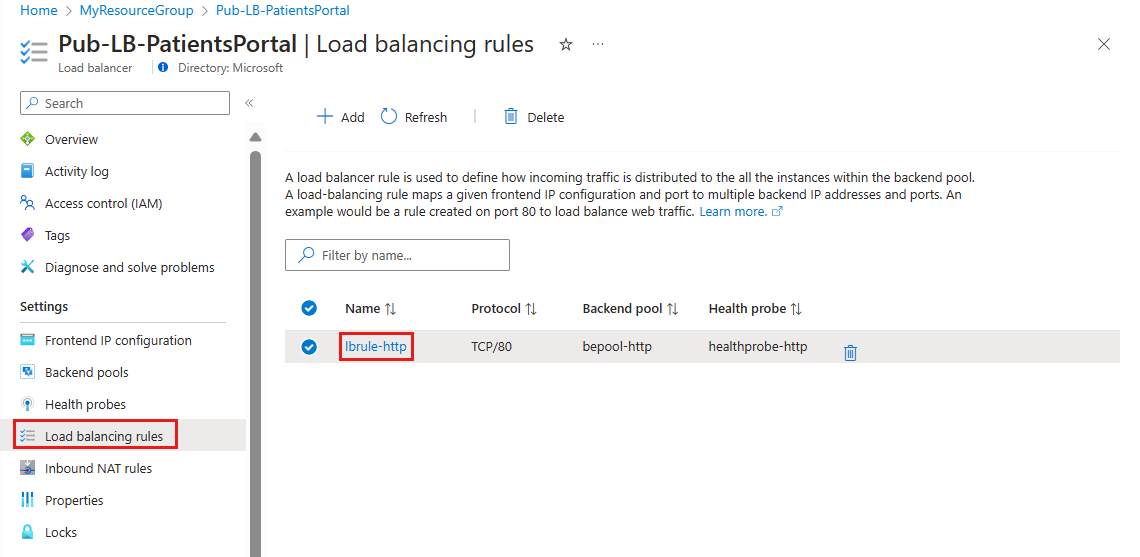 Home > MyResourceGroup > Pub-LB-PatientsPortal
Pub-LB-PatientsPortal | Load balancing rules ☆ ···
Load balancer Directory: Microsoft
Search «
Add Refresh Delete
Overview
Activity log
Access control (IAM)
Tags
Diagnose and solve problems
Settings
Frontend IP configuration
Backend pools
Health probes
Load balancing rules
Inbound NAT rules
Properties
Locks
A load balancer rule is used to define how incoming traffic is distributed to the all the instances within the backend pool.
A load-balancing rule maps a given frontend IP configuration and port to multiple backend IP addresses and ports. An
example would be a rule created on port 80 to load balance web traffic. Learn more.
Filter by name...
Name ↑↓ Protocol ↑↓ Backend pool ↑↓ Health probe ↑↓
lbrule-http TCP/80 bepool-http healthprobe-http